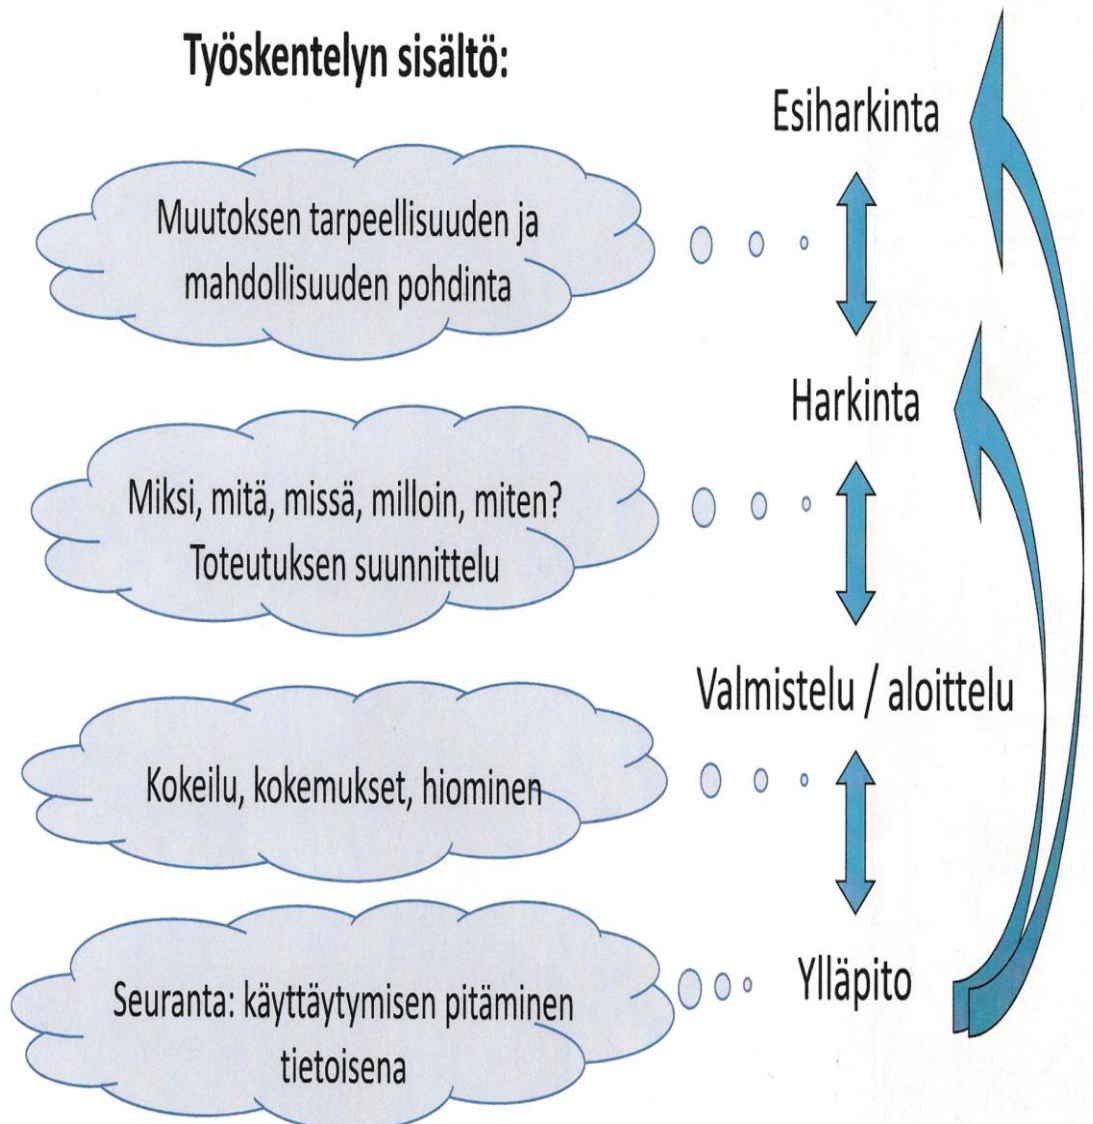 Työskentelyn sisältö:
Esiharkinta
Muutoksen tarpeellisuuden ja
mahdollisuuden pohdinta
Harkinta
Miksi, mitä, missä, milloin, miten?
Toteutuksen suunnittelu
Valmistelu / aloittelu
Kokeilu, kokemukset, hiominen
Ylläpito
Seuranta: käyttäytymisen pitäminen
tietoisena